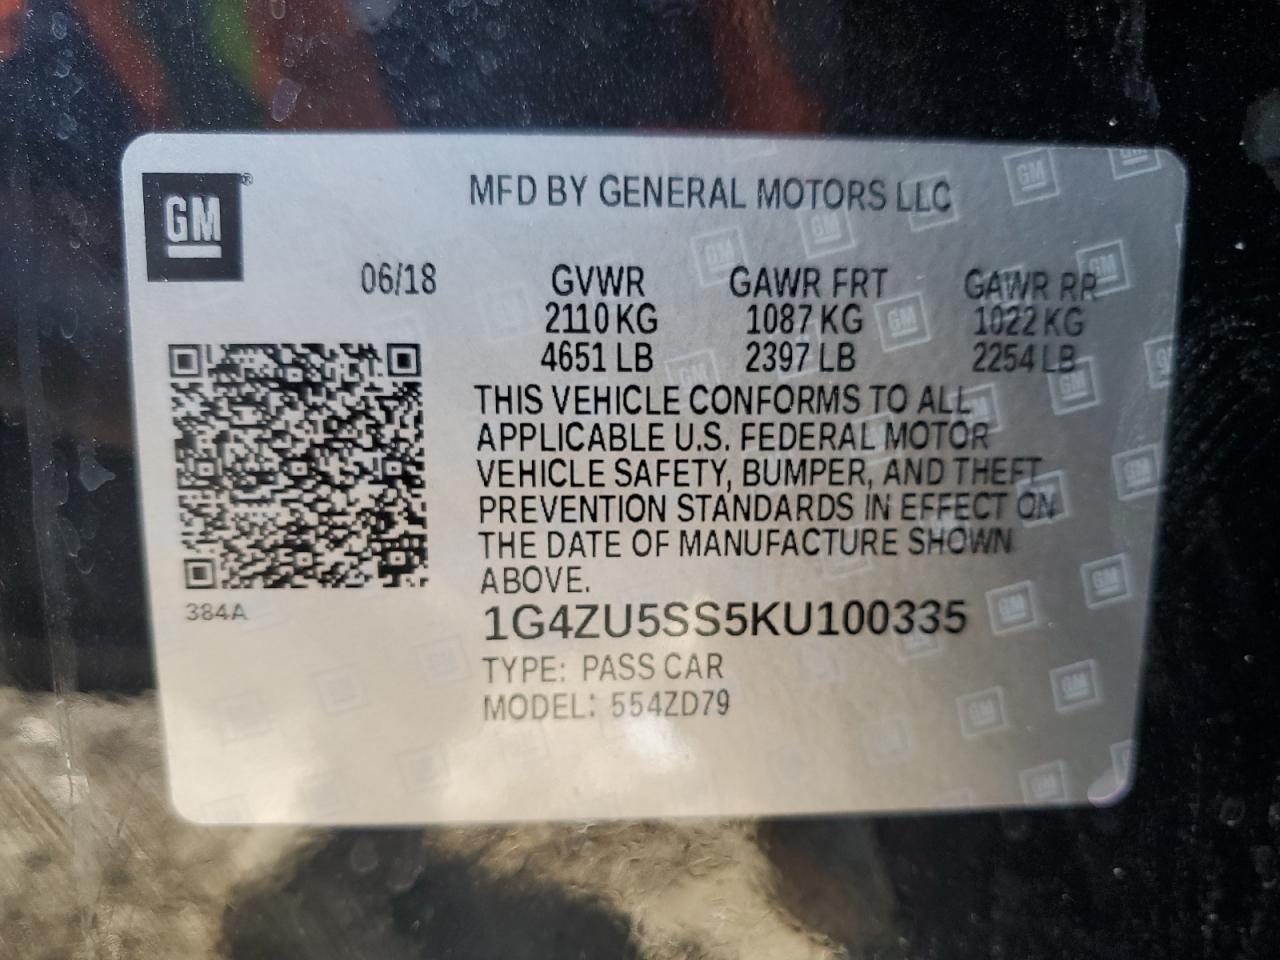 GM®
MFD BY GENERAL MOTORS LLC
06/18 GVWR GAWR FRT GAWR RR
2110 KG 1087 KG 1022 KG
4651 LB 2397 LB 2254 LB
THIS VEHICLE CONFORMS TO ALL
APPLICABLE U.S. FEDERAL MOTOR
VEHICLE SAFETY, BUMPER, AND THEFT
PREVENTION STANDARDS IN EFFECT ON
THE DATE OF MANUFACTURE SHOWN
ABOVE.
384A
1G4ZU5SS5KU100335
TYPE: PASS CAR
MODEL: 554ZD79